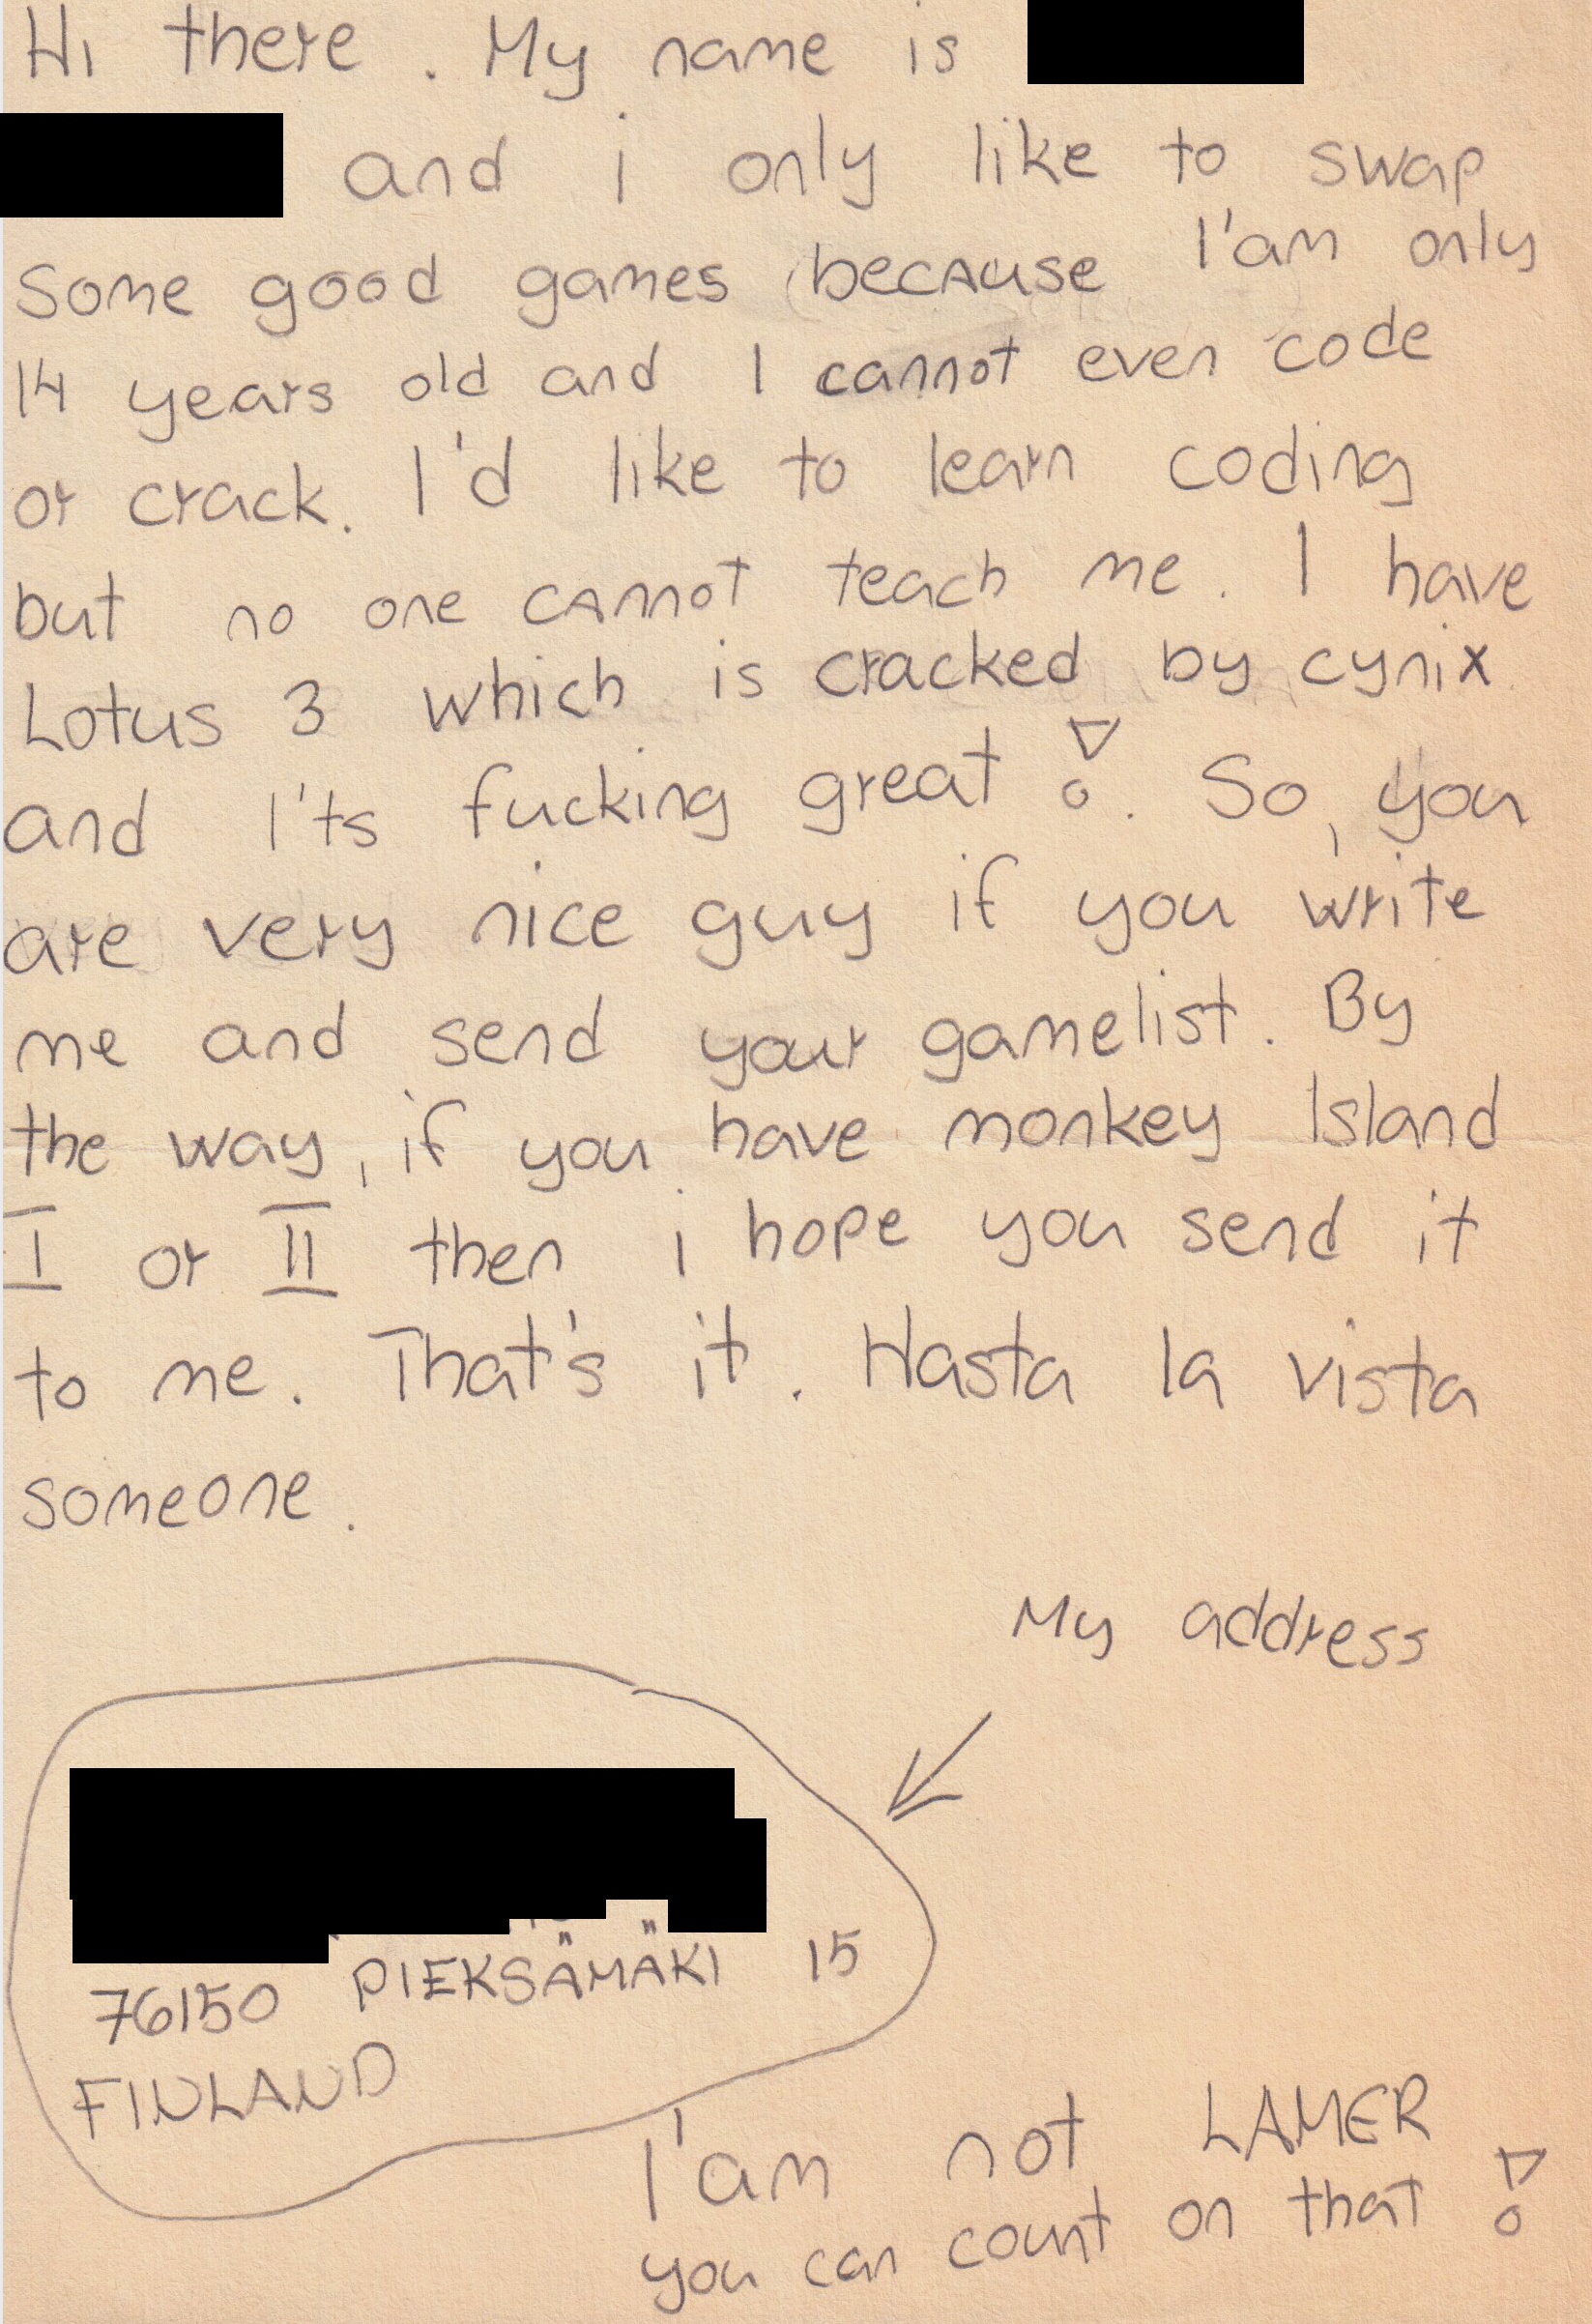 Hi there. My name is
and i only like to swap
Some good games because I'am only
14 years old and I cannot even code
or crack. I'd like to learn coding
but no one cannot teach me. I have
Lotus 3 which is cracked by cynix
and I'ts fucking great!. So, you
are very nice guy if you write
me and send your gamelist. By
the way, if you have monkey Island
I or II then i hope you send it
to me. That's it. Hasta la vista
someone.
My address
76150 PIEKSÄMÄKI 15
FINLAND
I'am not LAMER
you can count on that!